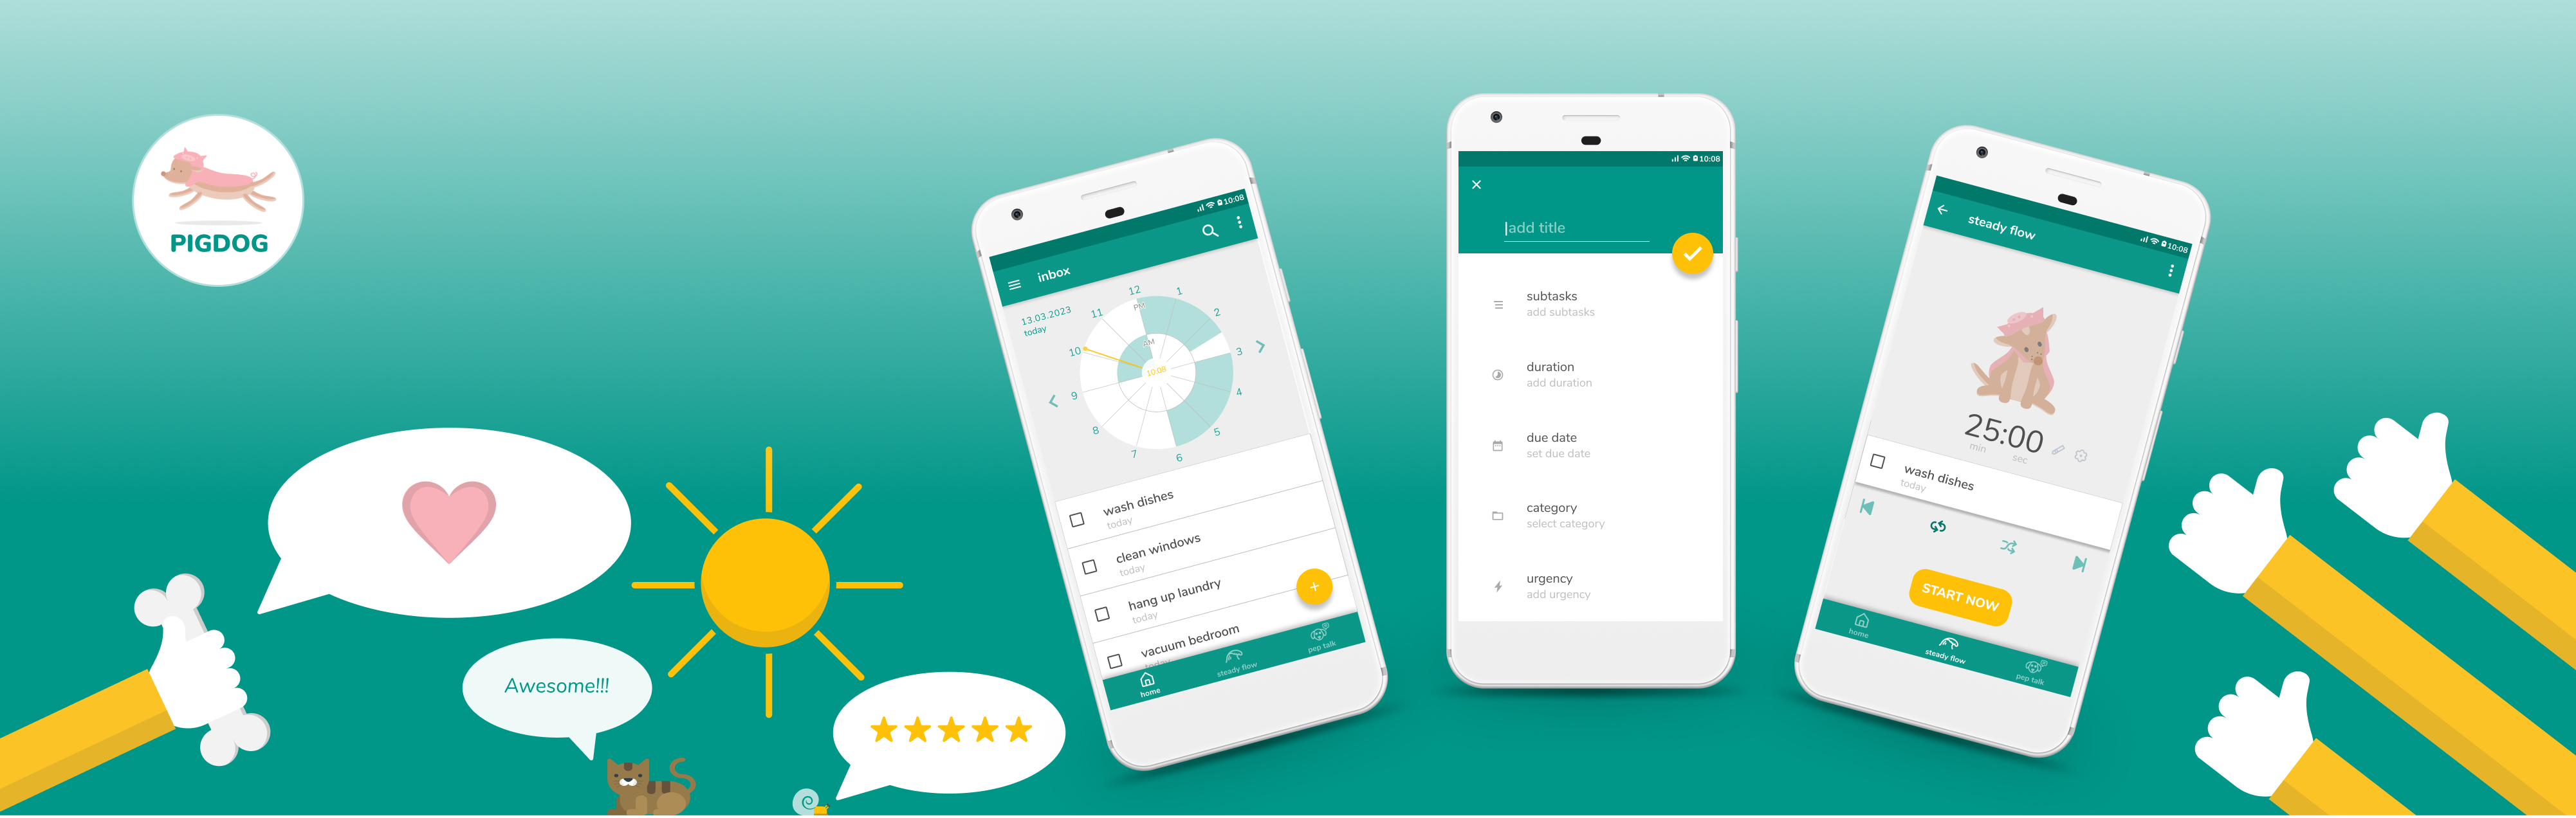 PIGDOG
Awesome!!!
10:08
inbox
13.03.2023
today
12
1
2
3
4
5
6
7
8
9
10
11
PM
AM
10:08
wash dishes
today
clean windows
today
hang up laundry
today
vacuum bedroom
today
home
steady flow
pep talk
10:08
add title
subtasks
add subtasks
duration
add duration
due date
set due date
category
select category
urgency
add urgency
10:08
steady flow
25:00
min sec
wash dishes
today
START NOW
home
steady flow
pep talk